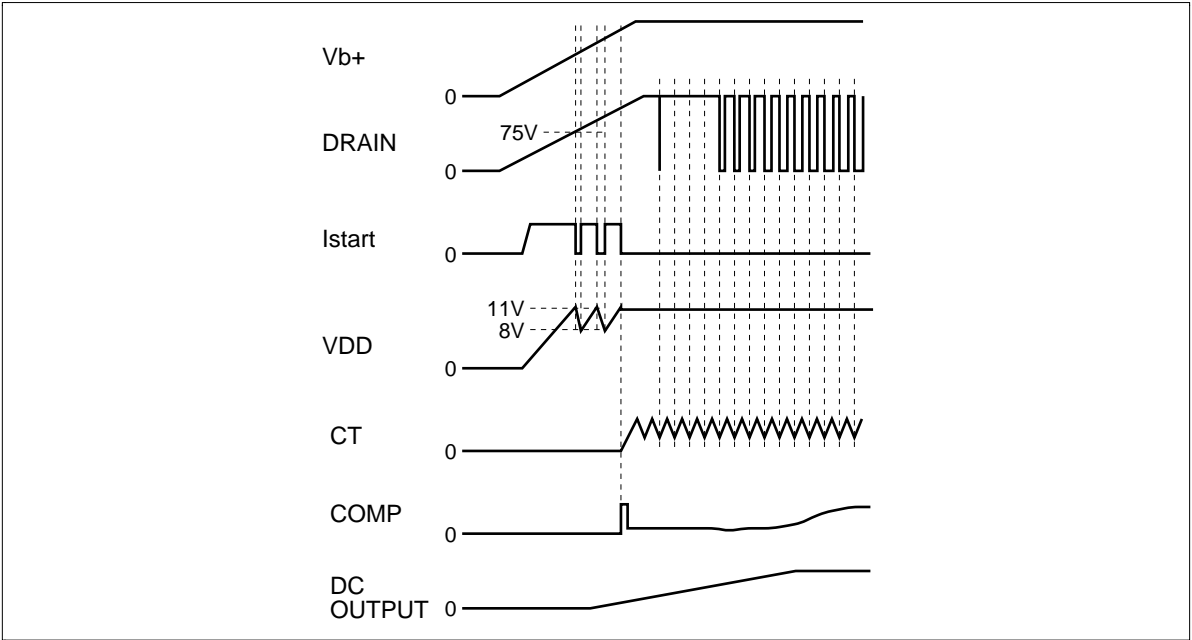 Vb+
0
DRAIN
75V
0
Istart
0
VDD
11V
8V
0
CT
0
COMP
0
DC
OUTPUT 0